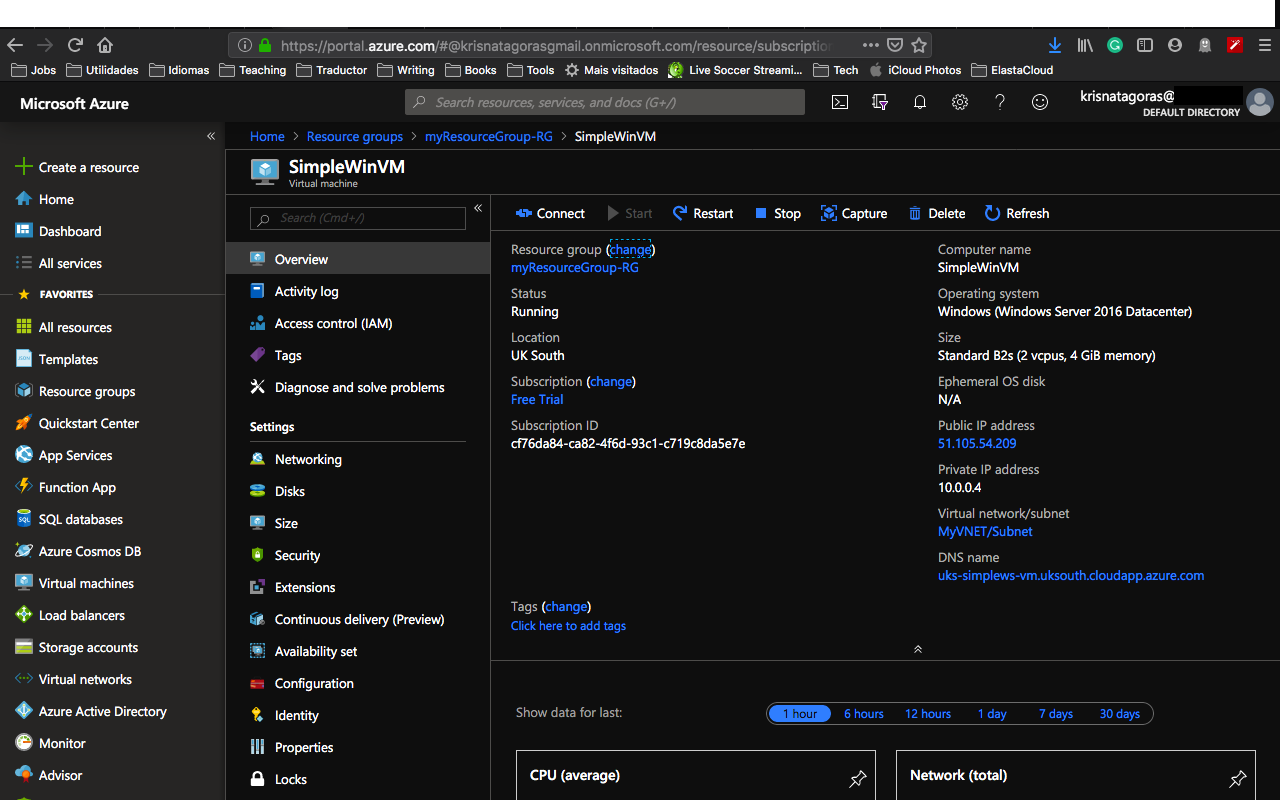 https://portal.azure.com/#@krisnatagorasgmail.onmicrosoft.com/resource/subscription
Jobs Utilidades Idiomas Teaching Traductor Writing Books Tools Mais visitados Live Soccer Streami... Tech iCloud Photos ElastaCloud
Microsoft Azure
Search resources, services, and docs (G+/)
krisnatagoras@
DEFAULT DIRECTORY
Create a resource
Home
Dashboard
All services
FAVORITES
All resources
Templates
Resource groups
Quickstart Center
App Services
Function App
SQL databases
Azure Cosmos DB
Virtual machines
Load balancers
Storage accounts
Virtual networks
Azure Active Directory
Monitor
Advisor
Home > Resource groups > myResourceGroup-RG > SimpleWinVM
SimpleWinVM
Virtual machine
Search (Cmd+/)
Overview
Activity log
Access control (IAM)
Tags
Diagnose and solve problems
Settings
Networking
Disks
Size
Security
Extensions
Continuous delivery (Preview)
Availability set
Configuration
Identity
Properties
Locks
Connect Start Restart Stop Capture Delete Refresh
Resource group (change)
myResourceGroup-RG
Status
Running
Location
UK South
Subscription (change)
Free Trial
Subscription ID
cf76da84-ca82-4f6d-93c1-c719c8da5e7e
Computer name
SimpleWinVM
Operating system
Windows (Windows Server 2016 Datacenter)
Size
Standard B2s (2 vcpus, 4 GiB memory)
Ephemeral OS disk
N/A
Public IP address
51.105.54.209
Private IP address
10.0.0.4
Virtual network/subnet
MyVNET/Subnet
DNS name
uks-simplews-vm.uksouth.cloudapp.azure.com
Tags (change)
Click here to add tags
Show data for last:
1 hour 6 hours 12 hours 1 day 7 days 30 days
CPU (average)
Network (total)